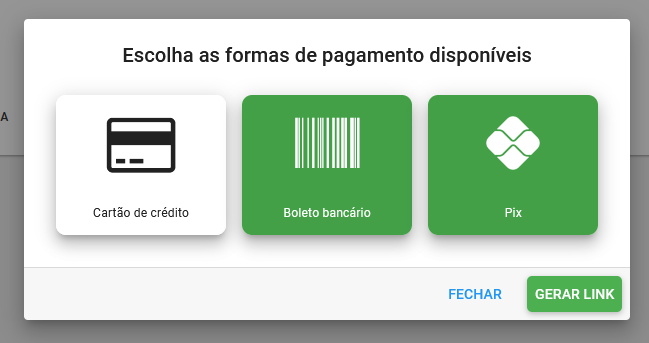 Escolha as formas de pagamento disponíveis
A
Cartão de crédito
Boleto bancário
Pix
FECHAR
GERAR LINK